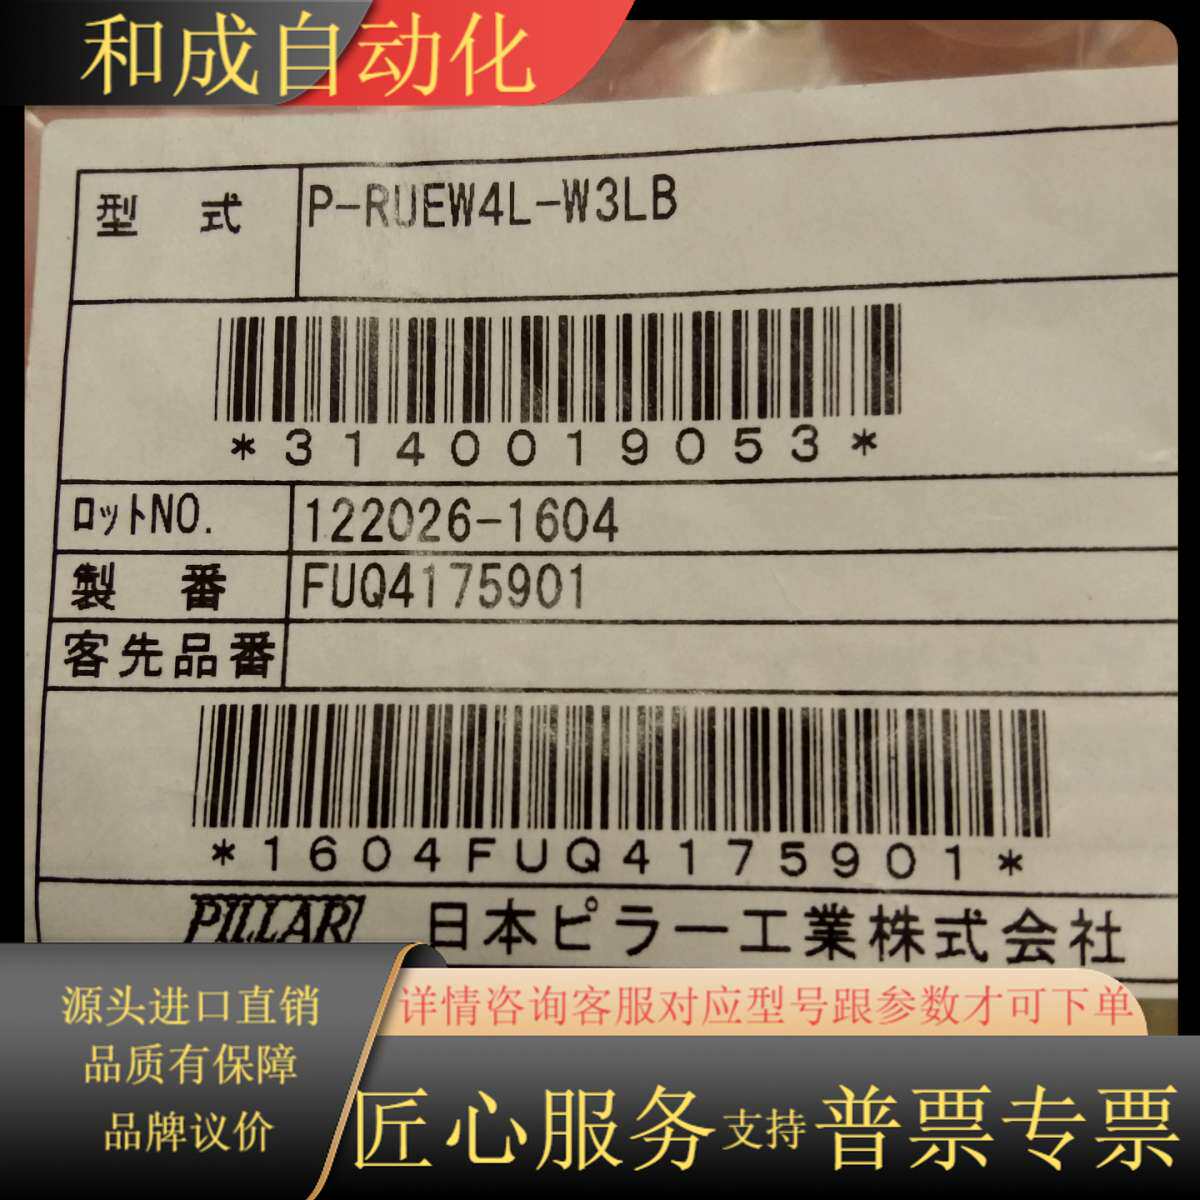 和成自动化
型 式 P-RUEW4L-W3LB
*3140019053*
ロットNO. 122026-1604
製 番 FUQ4175901
客先品番
*1604FUQ4175901*
PILLAR 日本ピラー工業株式会社
源头进口直销
品质有保障
品牌议价
详情咨询客服对应型号跟参数才可下单
匠心服务支持普票专票